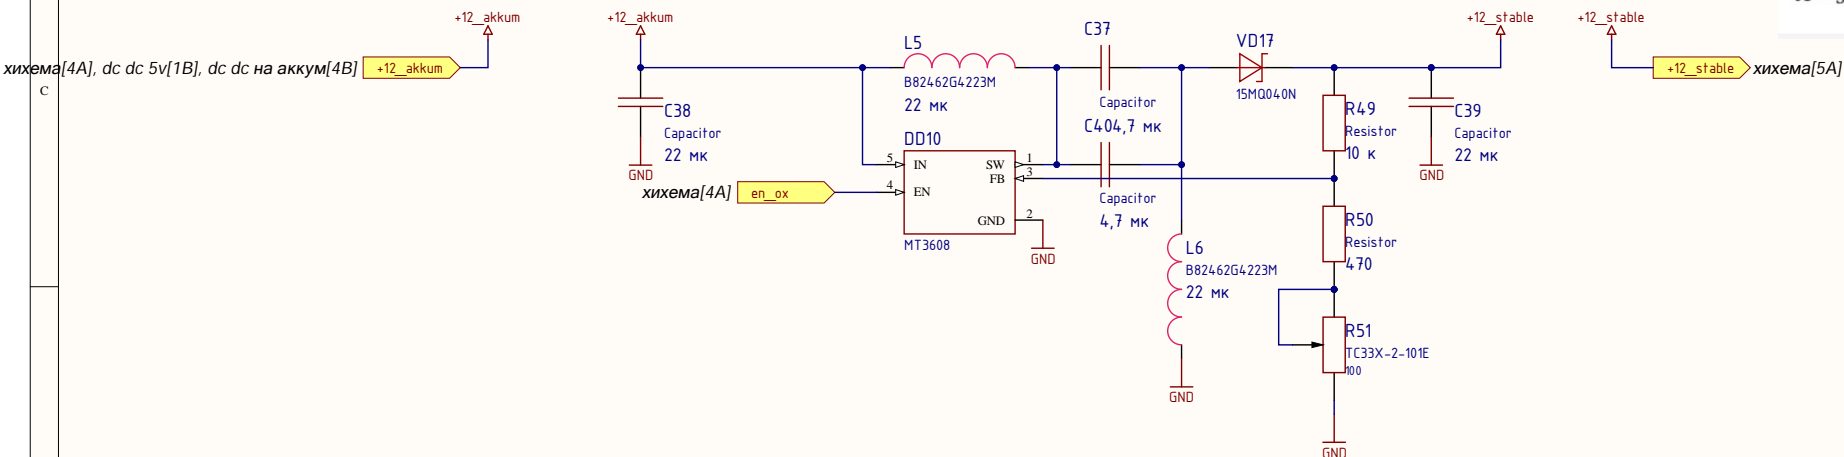 +12_akkum
+12_akkum
+12_stable
+12_stable
хихема[4A], dc dc 5v[1B], dc dc на аккум[4B]
+12_akkum
C
L5
B82462G4223M
22 мк
C37
Capacitor
C404,7 мк
VD17
15MQ040N
+12_stable
хихема[5A]
C38
Capacitor
22 мк
GND
R49
Resistor
10 к
C39
Capacitor
22 мк
GND
DD10
5
IN
SW
1
FB
3
4
EN
GND
2
MT3608
GND
хихема[4A]
en_ox
Capacitor
4,7 мк
R50
Resistor
470
L6
B82462G4223M
22 мк
GND
R51
TC33X-2-101E
100
GND